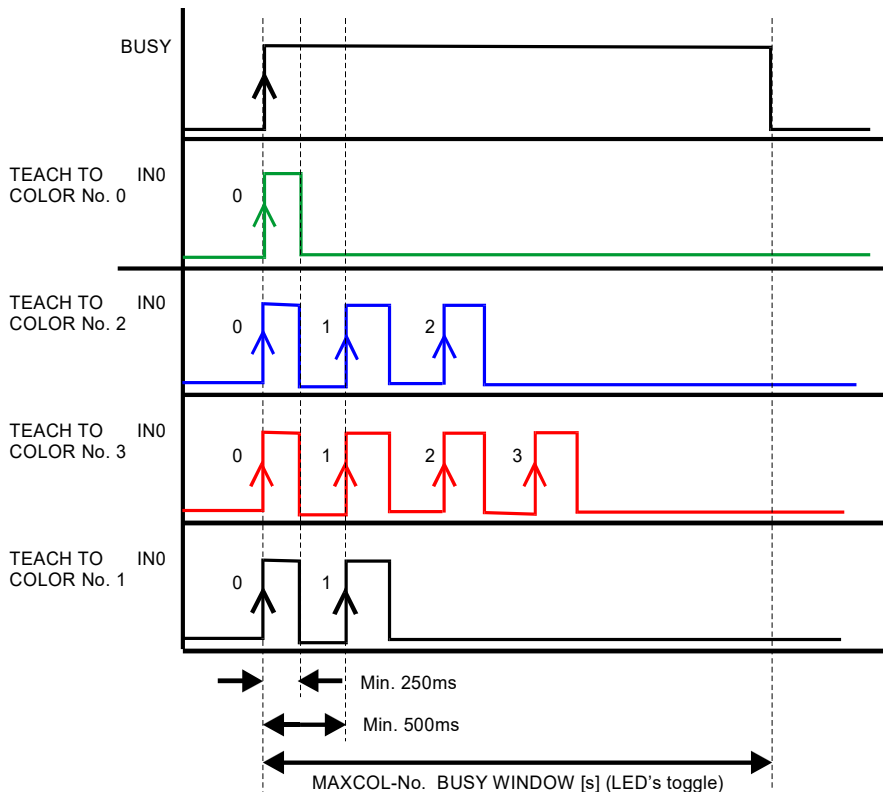 BUSY
TEACH TO IN0
COLOR No. 0
0
TEACH TO IN0
COLOR No. 2
0 1 2
TEACH TO IN0
COLOR No. 3
0 1 2 3
TEACH TO IN0
COLOR No. 1
0 1
Min. 250ms
Min. 500ms
MAXCOL-No. BUSY WINDOW [s] (LED's toggle)